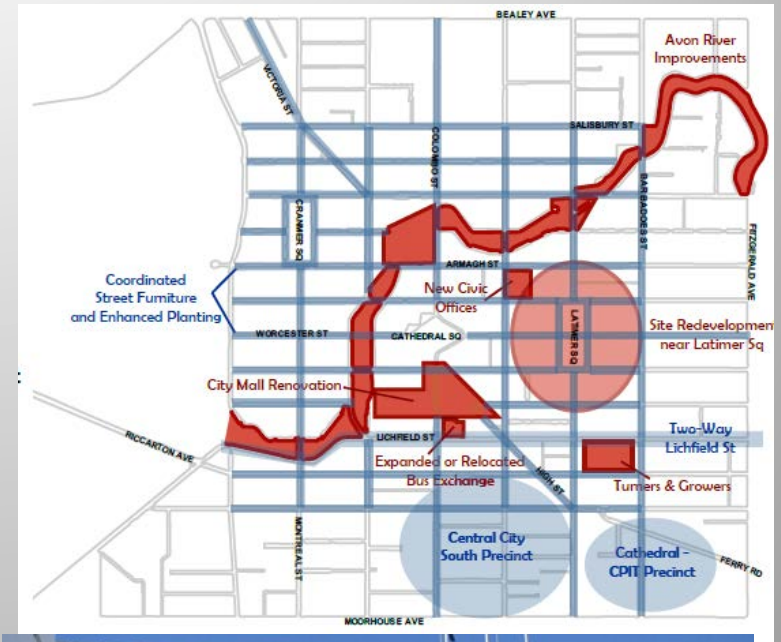 BEALEY AVE
Avon River
Improvements
VICTORIA ST
COLOMBO ST
SALISBURY ST
CRANMER SQ
BARBADOES ST
FITZGERALD AVE
ARMAGH ST
Coordinated
Street Furniture
and Enhanced Planting
New Civic
Offices
WORCESTER ST
CATHEDRAL SQ
LATIMER SQ
Site Redevelopmen
near Latimer Sq
City Mall Renovation
:
RICCARTON AVE
LICHFIELD ST
Two-Way
Lichfield St
Expanded or Relocated
Bus Exchange
HIGH ST
Turners & Growers
MONTREAL ST
Central City
South Precinct
Cathedral -
CPIT Precinct
FERRY RD
MOORHOUSE AVE